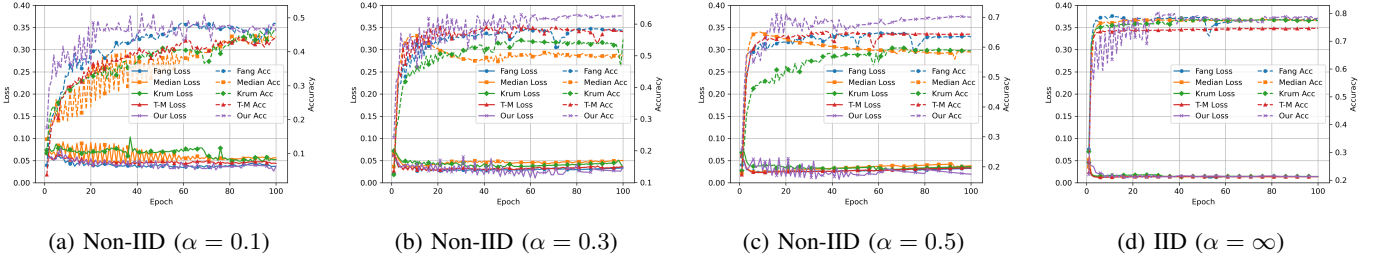 0.40
0.35
0.30
0.25
0.20
0.15
0.10
0.05
0.00
Loss
0
20
40
60
80
100
Epoch
0.5
0.4
0.3
0.2
0.1
Accuracy
Fang Loss
Median Loss
Krum Loss
T-M Loss
Our Loss
Fang Acc
Median Acc
Krum Acc
T-M Acc
Our Acc
(a) Non-IID (α = 0.1)
0.40
0.35
0.30
0.25
0.20
0.15
0.10
0.05
0.00
Loss
0
20
40
60
80
100
Epoch
0.6
0.5
0.4
0.3
0.2
0.1
Accuracy
Fang Loss
Median Loss
Krum Loss
T-M Loss
Our Loss
Fang Acc
Median Acc
Krum Acc
T-M Acc
Our Acc
(b) Non-IID (α = 0.3)
0.40
0.35
0.30
0.25
0.20
0.15
0.10
0.05
0.00
Loss
0
20
40
60
80
100
Epoch
0.7
0.6
0.5
0.4
0.3
0.2
Accuracy
Fang Loss
Median Loss
Krum Loss
T-M Loss
Our Loss
Fang Acc
Median Acc
Krum Acc
T-M Acc
Our Acc
(c) Non-IID (α = 0.5)
0.40
0.35
0.30
0.25
0.20
0.15
0.10
0.05
0.00
Loss
0
20
40
60
80
100
Epoch
0.8
0.7
0.6
0.5
0.4
0.3
0.2
Accuracy
Fang Loss
Median Loss
Krum Loss
T-M Loss
Our Loss
Fang Acc
Median Acc
Krum Acc
T-M Acc
Our Acc
(d) IID (α = ∞)